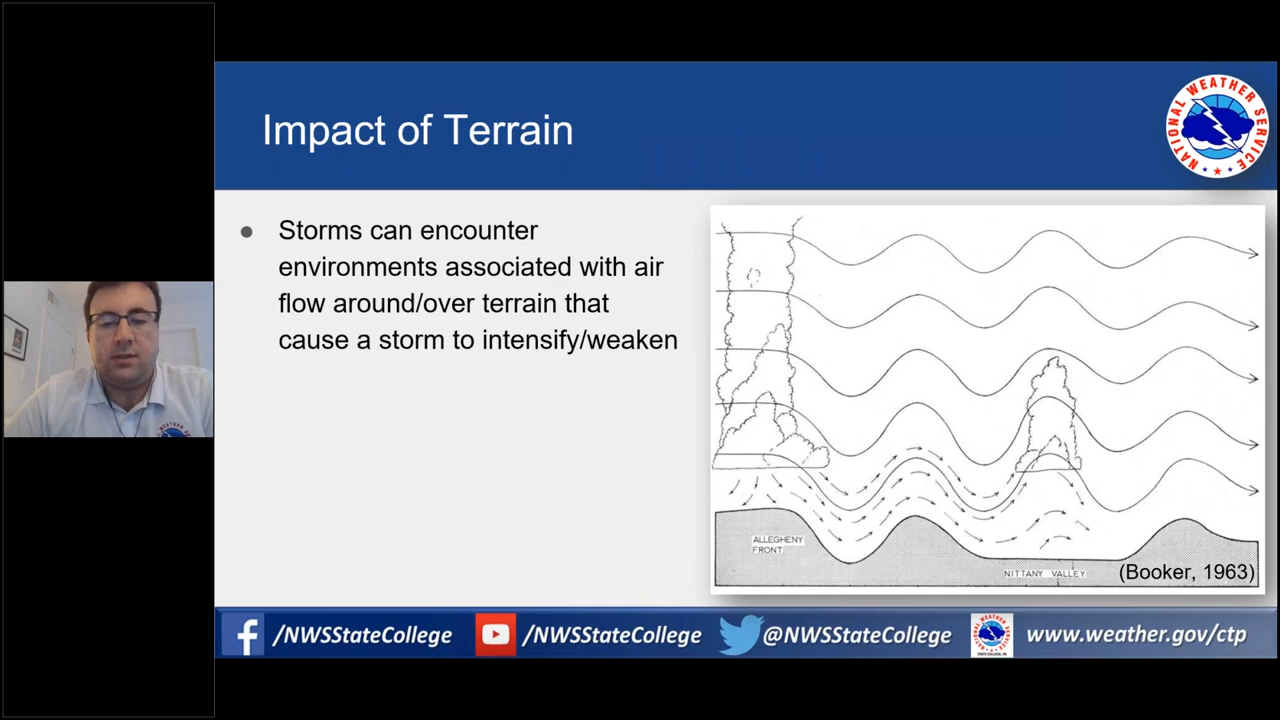 Impact of Terrain
NATIONAL WEATHER SERVICE
● Storms can encounter
environments associated with air
flow around/over terrain that
cause a storm to intensify/weaken
ALLEGHENY
FRONT
NITTANY VALLEY
(Booker, 1963)
/NWSStateCollege
/NWSStateCollege
@NWSStateCollege
www.weather.gov/ctp